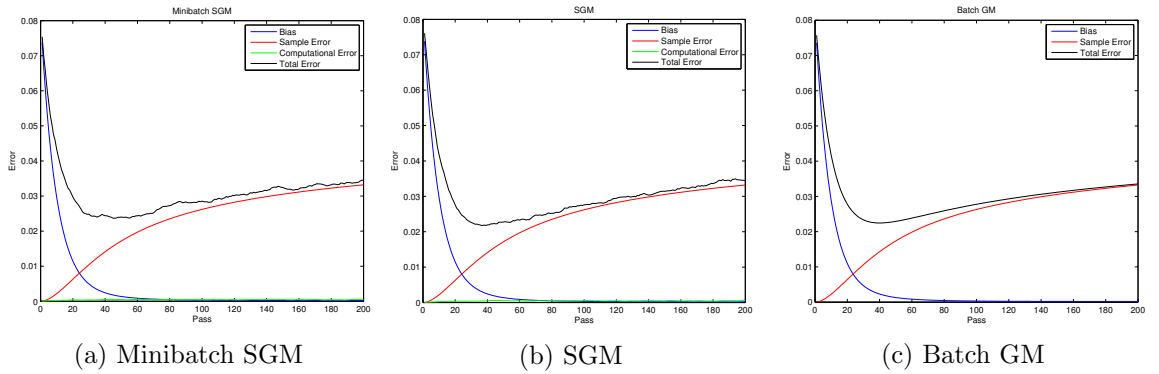 Minibatch SGM
0.08
0.07
0.06
0.05
0.04
0.03
0.02
0.01
0
Error
0 20 40 60 80 100 120 140 160 180 200
Pass
Bias
Sample Error
Computational Error
Total Error
(a) Minibatch SGM
SGM
0.08
0.07
0.06
0.05
0.04
0.03
0.02
0.01
0
Error
0 20 40 60 80 100 120 140 160 180 200
Pass
Bias
Sample Error
Computational Error
Total Error
(b) SGM
Batch GM
0.08
0.07
0.06
0.05
0.04
0.03
0.02
0.01
0
Error
0 20 40 60 80 100 120 140 160 180 200
Pass
Bias
Sample Error
Total Error
(c) Batch GM